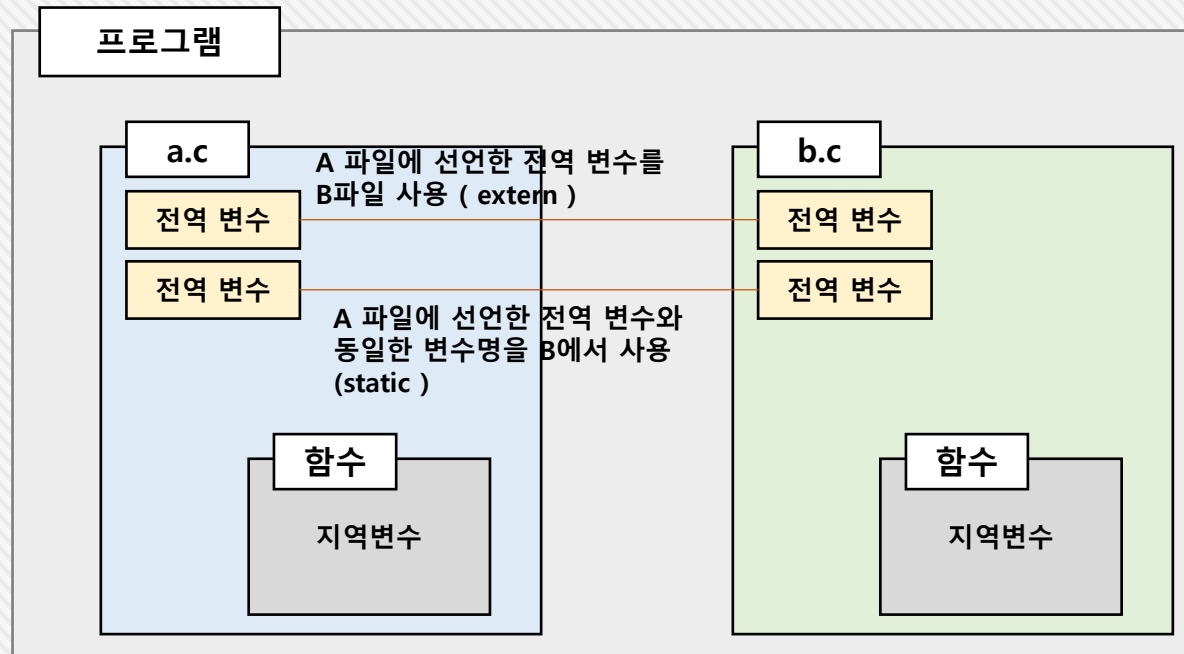 프로그램
a.c
A 파일에 선언한 전역 변수를
B파일 사용 ( extern )
전역 변수
전역 변수
A 파일에 선언한 전역 변수와
동일한 변수명을 B에서 사용
(static )
함수
지역변수
b.c
전역 변수
전역 변수
함수
지역변수